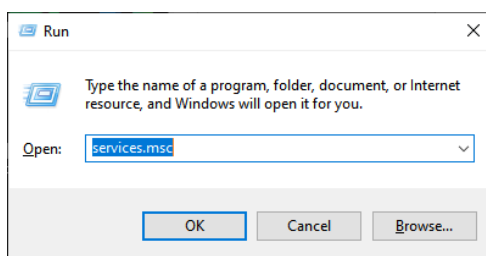 Run
Type the name of a program, folder, document, or Internet
resource, and Windows will open it for you.
Open: services.msc
OK Cancel Browse...